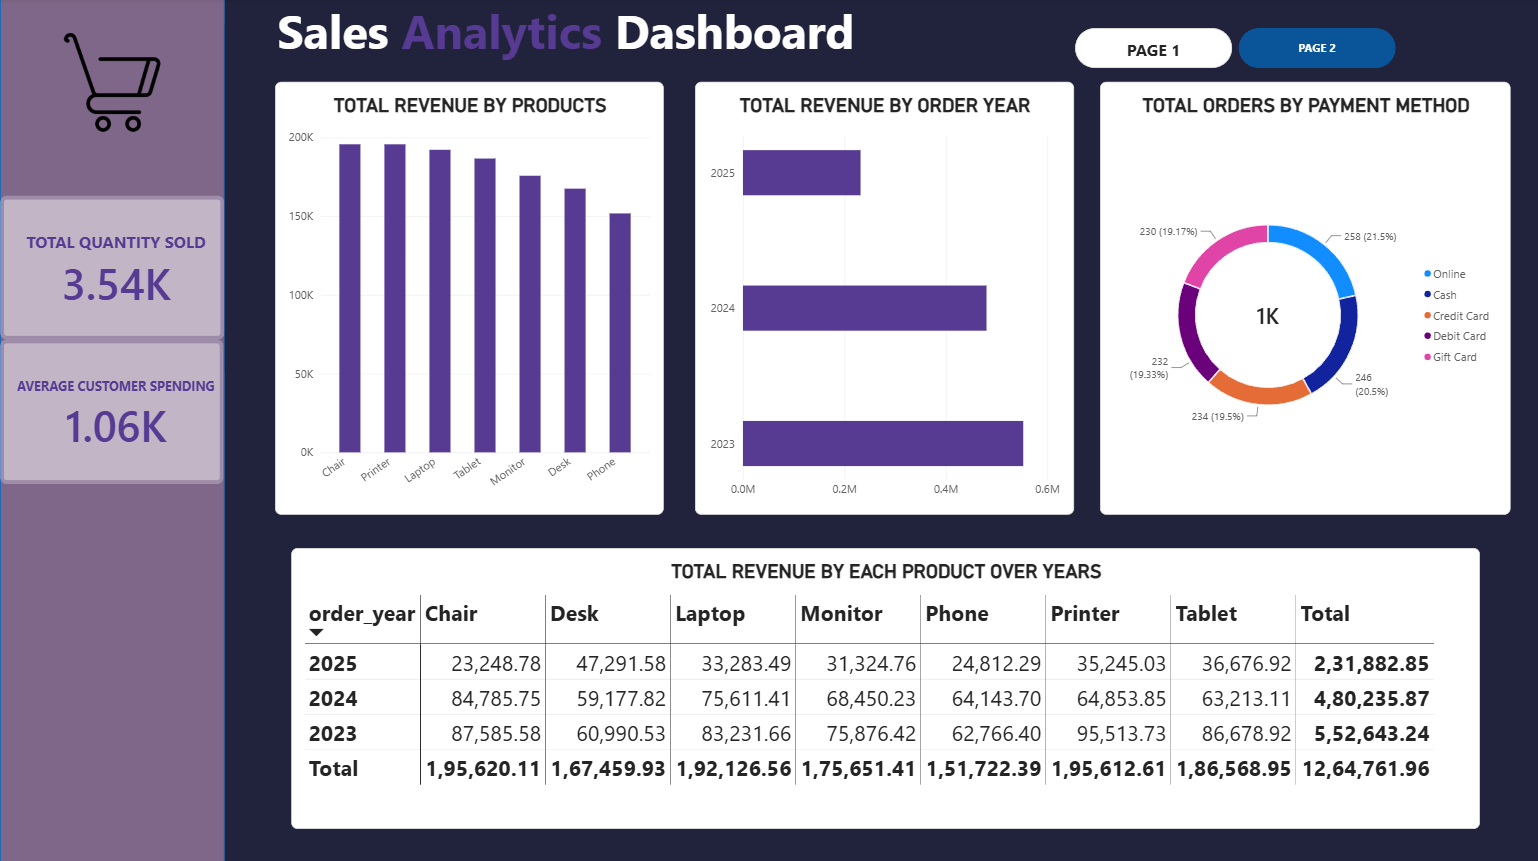 Sales Analytics Dashboard
PAGE 1
PAGE 2
TOTAL QUANTITY SOLD
3.54K
AVERAGE CUSTOMER SPENDING
1.06K
TOTAL REVENUE BY PRODUCTS
200K
150K
100K
50K
0K
Chair
Printer
Laptop
Tablet
Monitor
Desk
Phone
TOTAL REVENUE BY ORDER YEAR
2025
2024
2023
0.0M 0.2M 0.4M 0.6M
TOTAL ORDERS BY PAYMENT METHOD
230 (19.17%)
258 (21.5%)
1K
232
(19.33%)
246
(20.5%)
234 (19.5%)
Online
Cash
Credit Card
Debit Card
Gift Card
TOTAL REVENUE BY EACH PRODUCT OVER YEARS
order_year Chair Desk Laptop Monitor Phone Printer Tablet Total
2025 23,248.78 47,291.58 33,283.49 31,324.76 24,812.29 35,245.03 36,676.92 2,31,882.85
2024 84,785.75 59,177.82 75,611.41 68,450.23 64,143.70 64,853.85 63,213.11 4,80,235.87
2023 87,585.58 60,990.53 83,231.66 75,876.42 62,766.40 95,513.73 86,678.92 5,52,643.24
Total 1,95,620.11 1,67,459.93 1,92,126.56 1,75,651.41 1,51,722.39 1,95,612.61 1,86,568.95 12,64,761.96